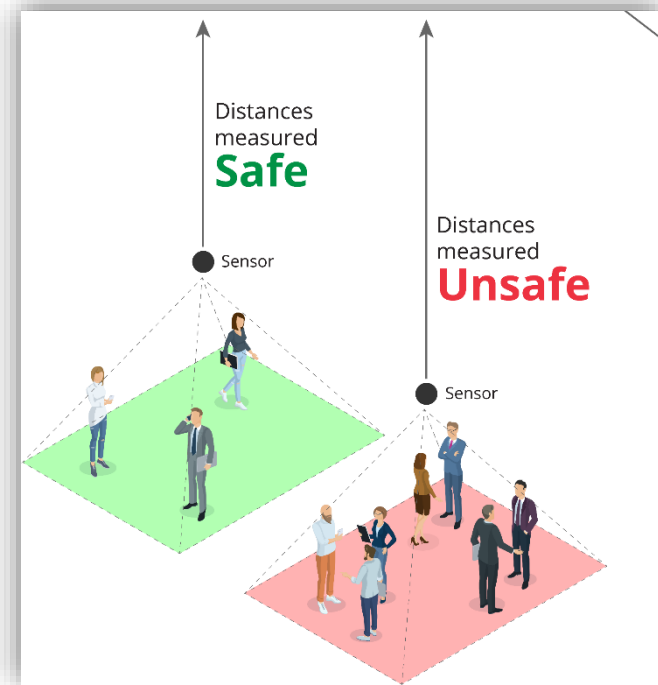 Distances
measured
Safe
Sensor
Distances
measured
Unsafe
Sensor